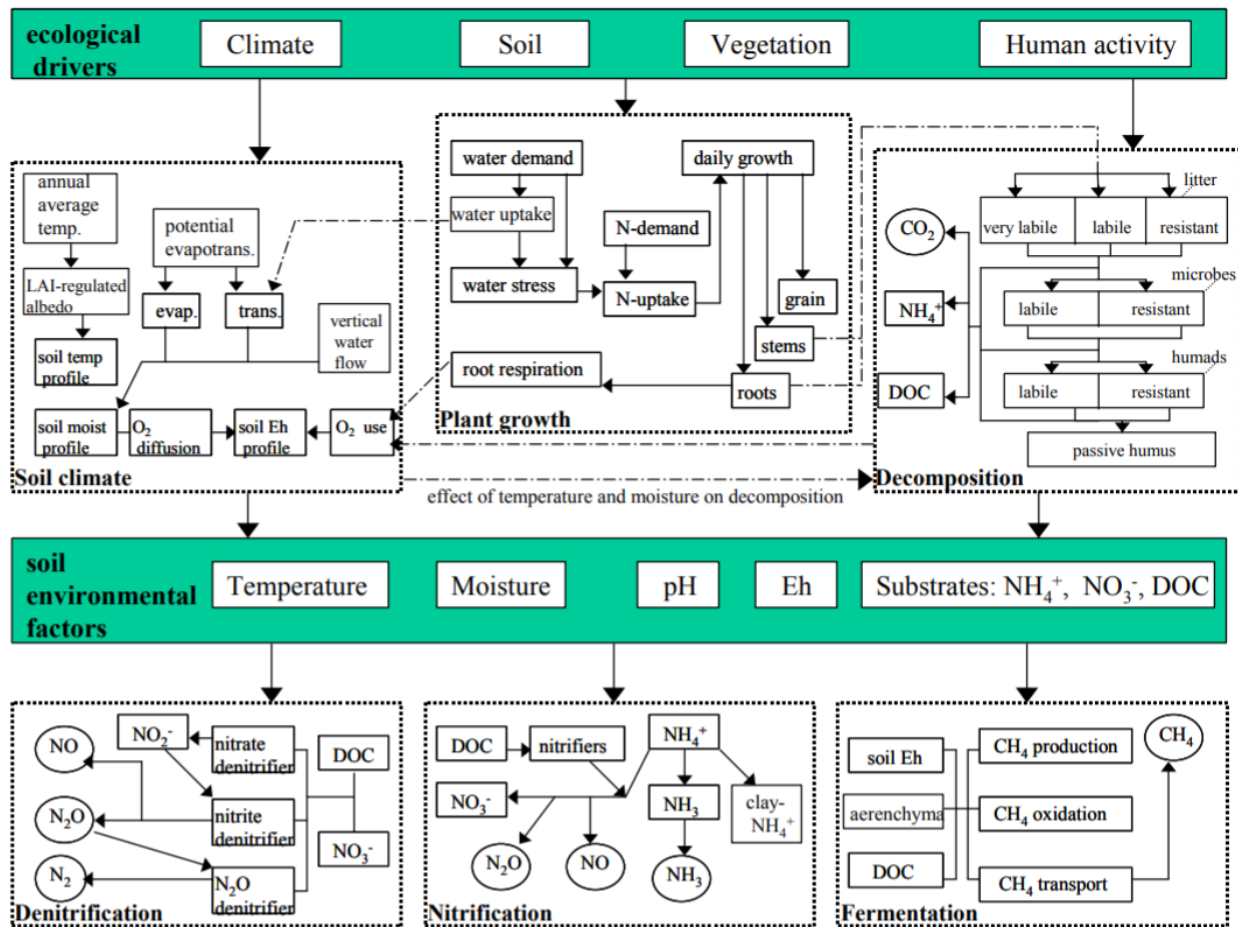 ecological
drivers
Climate
Soil
Vegetation
Human activity
annual
average
temp.
potential
evapotrans.
LAI-regulated
albedo
evap.
trans.
vertical
water
flow
soil temp
profile
soil moist
profile
O₂
diffusion
soil Eh
profile
O₂ use
Soil climate
water demand
daily growth
water uptake
N-demand
water stress
N-uptake
grain
stems
root respiration
roots
Plant growth
litter
CO₂
very labile
labile
resistant
microbes
NH₄⁺
labile
resistant
humads
DOC
labile
resistant
passive humus
Decomposition
effect of temperature and moisture on decomposition
soil
environmental
factors
Temperature
Moisture
pH
Eh
Substrates: NH₄⁺, NO₃⁻, DOC
NO
NO₂⁻
nitrate
denitrifier
DOC
N₂O
nitrite
denitrifier
NO₃⁻
N₂
N₂O
denitrifier
Denitrification
DOC
nitrifiers
NH₄⁺
NO₃⁻
NH₃
clay-
NH₄⁺
N₂O
NO
NH₃
Nitrification
soil Eh
CH₄ production
CH₄
aerenchyma
CH₄ oxidation
DOC
CH₄ transport
Fermentation